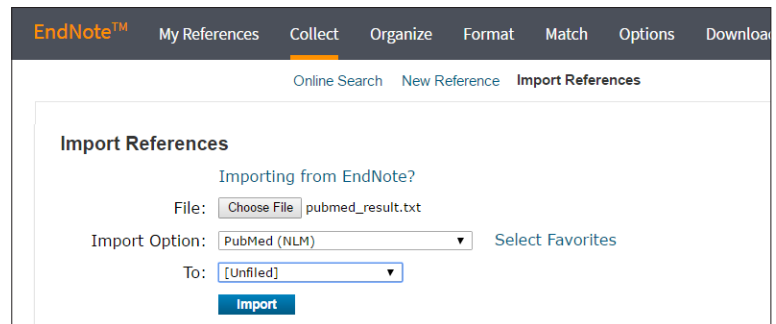 EndNote™ My References Collect Organize Format Match Options Download
Online Search New Reference Import References
Import References
Importing from EndNote?
File: Choose File pubmed_result.txt
Import Option: PubMed (NLM) ▼ Select Favorites
To: [Unfiled] ▼
Import